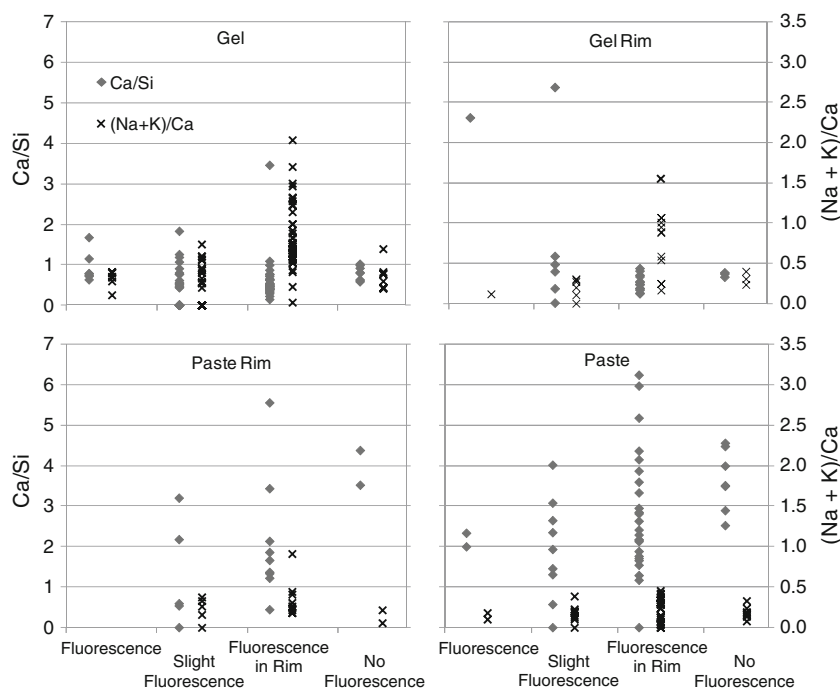 Gel
Gel Rim
Ca/Si
(Na+K)/Ca
7
6
5
4
3
2
1
0
Ca/Si
3.5
3.0
2.5
2.0
1.5
1.0
0.5
0.0
(Na + K)/Ca
Paste Rim
Paste
7
6
5
4
3
2
1
0
Ca/Si
3.5
3.0
2.5
2.0
1.5
1.0
0.5
0.0
(Na + K)/Ca
Fluorescence
Slight
Fluorescence
Fluorescence
in Rim
No
Fluorescence
Fluorescence
Slight
Fluorescence
Fluorescence
in Rim
No
Fluorescence